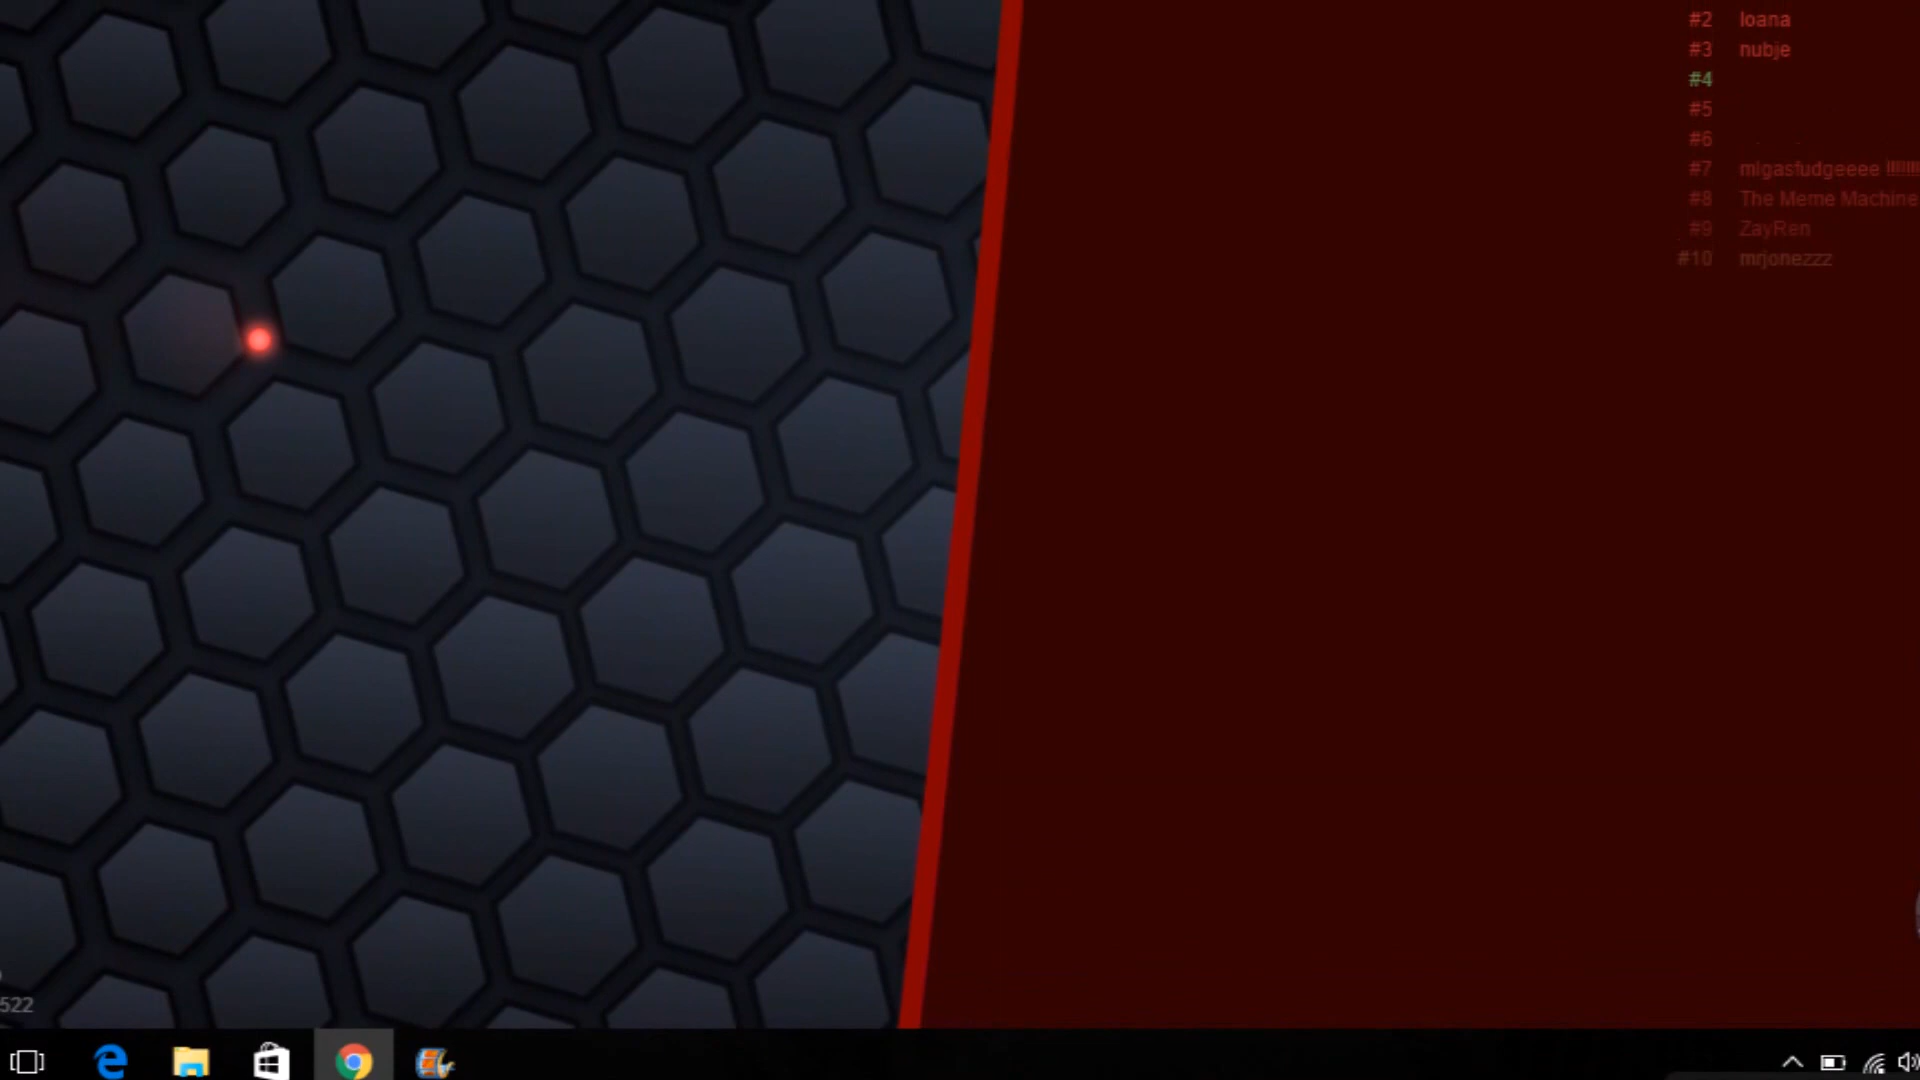 #2 Ioana
#3 nubje
#4
#5
#6
#7 migasfudgeeee !!!!!!!!
#8 The Meme Machine
#9 ZayRen
#10 mrjonezzz
522